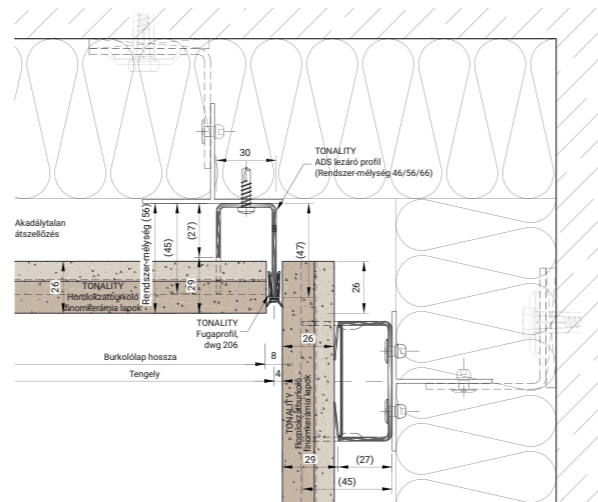 30
TONALITY
ADS lezáró profil
(Rendszer-mélység 46/56/66)
Akadálytalan
átszellőzés
Rendszer-mélység (56)
(45)
(27)
8
(47)
26
TONALITY
Homlokzatburkoló
finomkerámia lapok
29
26
TONALITY
Fugaprofil,
dwg 206
26
Burkolólap hossza
8
Tengely
4
TONALITY
Homlokzatburkoló
finomkerámia lapok
29
(27)
(45)